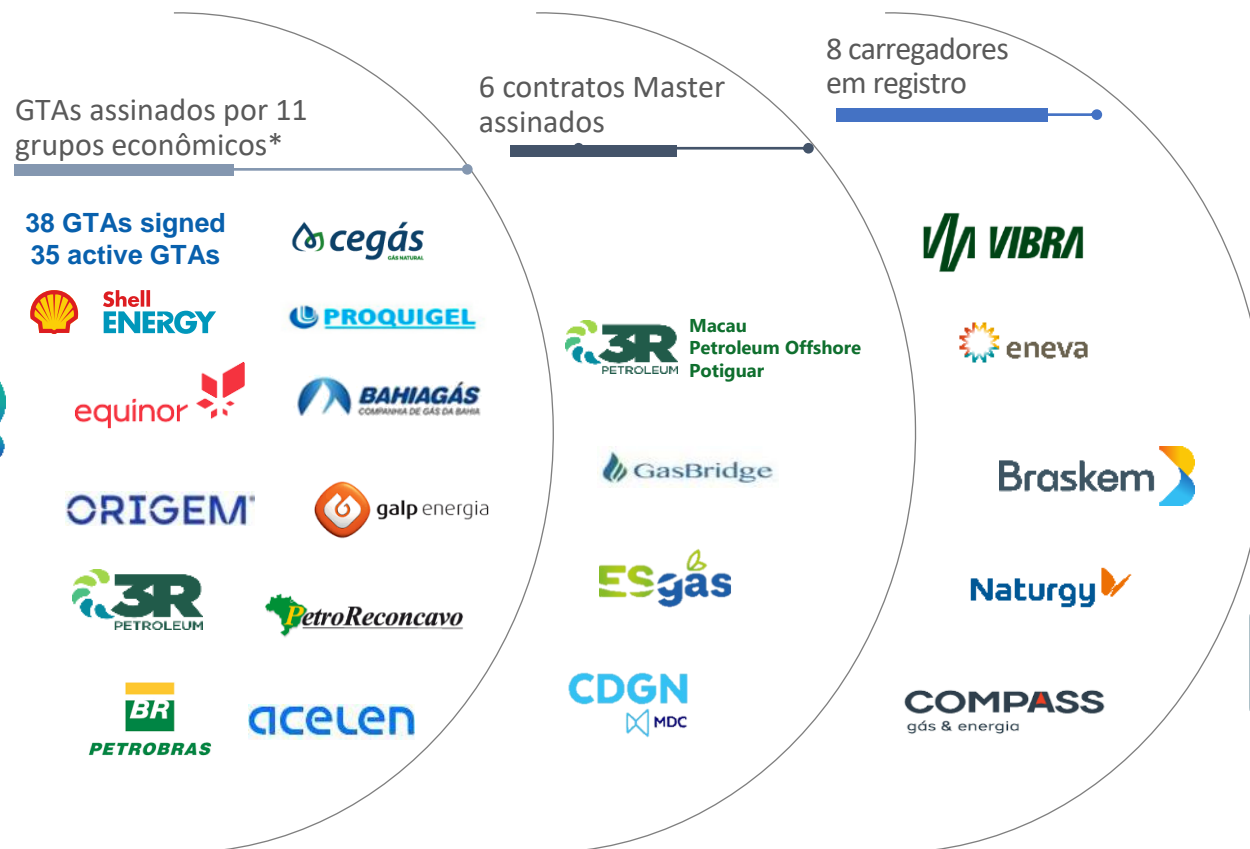 GTAs assinados por 11
grupos econômicos*
38 GTAs signed
35 active GTAs
cegás
GÁS NATURAL
Shell
ENERGY
PROQUIGEL
equinor
BAHIAGÁS
COMPANHIA DE GÁS DA BAHIA
ORIGEM
galp energia
3R
PETROLEUM
PetroReconcavo
BR
PETROBRAS
acelen
6 contratos Master
assinados
3R
PETROLEUM
Macau
Petroleum Offshore
Potiguar
GasBridge
ESgás
CDGN
MDC
8 carregadores
em registro
VIBRA
eneva
Braskem
Naturgy
COMPASS
gás & energia